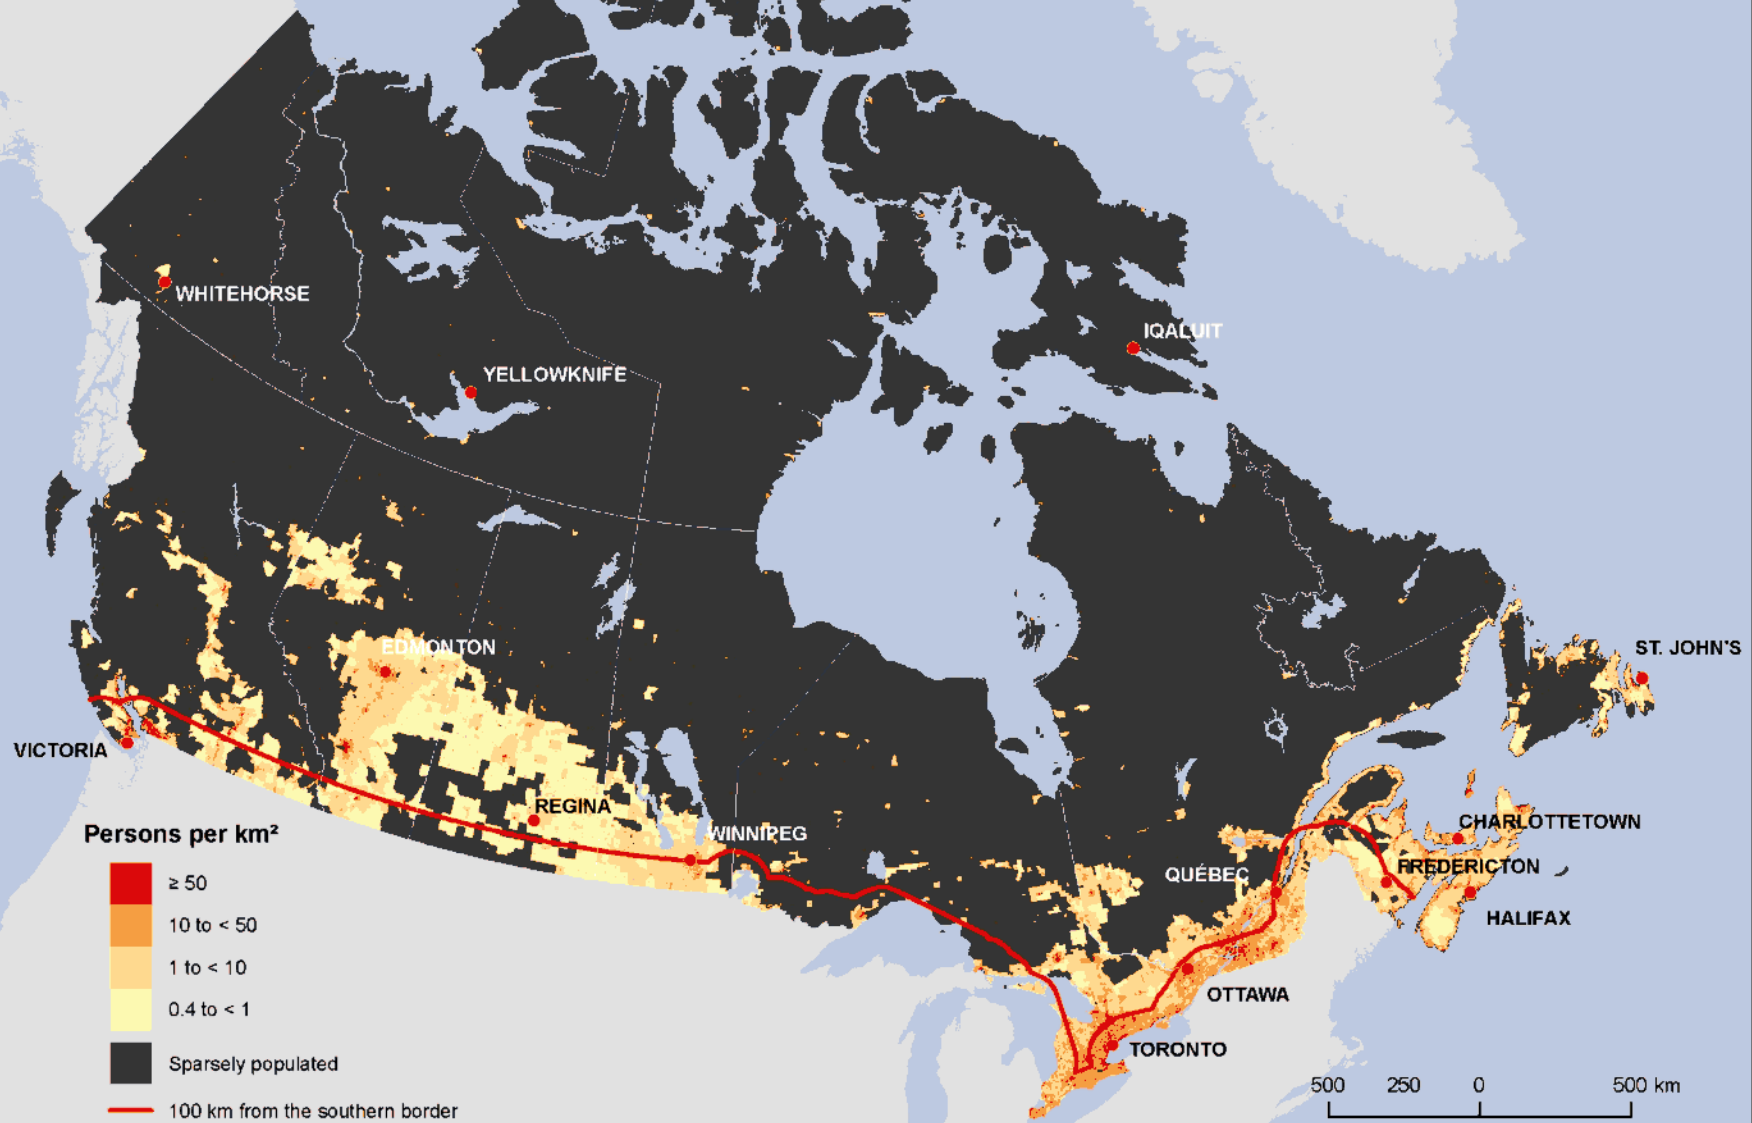 WHITEHORSE
IQALUIT
YELLOWKNIFE
EDMONTON
ST. JOHN'S
VICTORIA
REGINA
WINNIPEG
CHARLOTTETOWN
FREDERICTON
QUÉBEC
HALIFAX
OTTAWA
TORONTO
Persons per km²
≥ 50
10 to < 50
1 to < 10
0.4 to < 1
Sparsely populated
100 km from the southern border
500 250 0 500 km